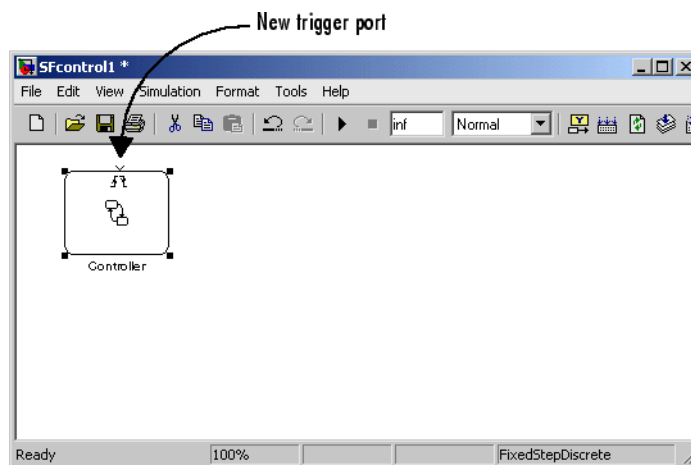 New trigger port
SFcontrol1 *
File Edit View Simulation Format Tools Help
inf Normal
Controller
Ready 100% FixedStepDiscrete